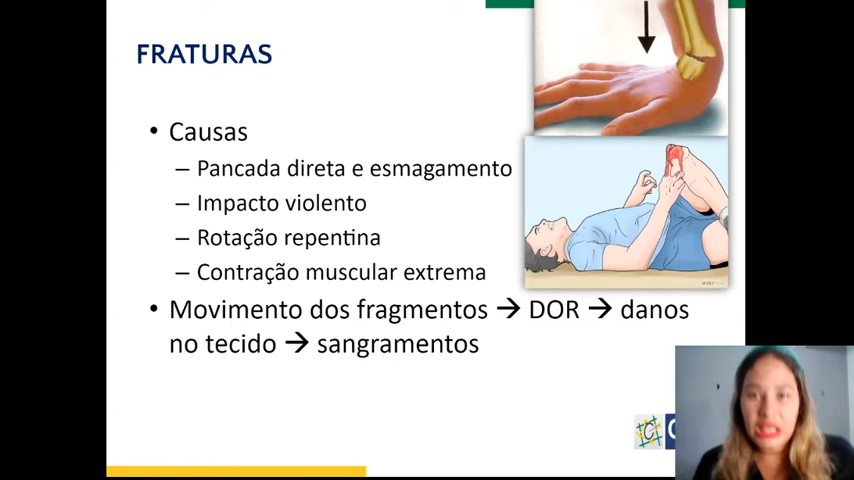 FRATURAS
• Causas
– Pancada direta e esmagamento
– Impacto violento
– Rotação repentina
– Contração muscular extrema
• Movimento dos fragmentos → DOR → danos
no tecido → sangramentos